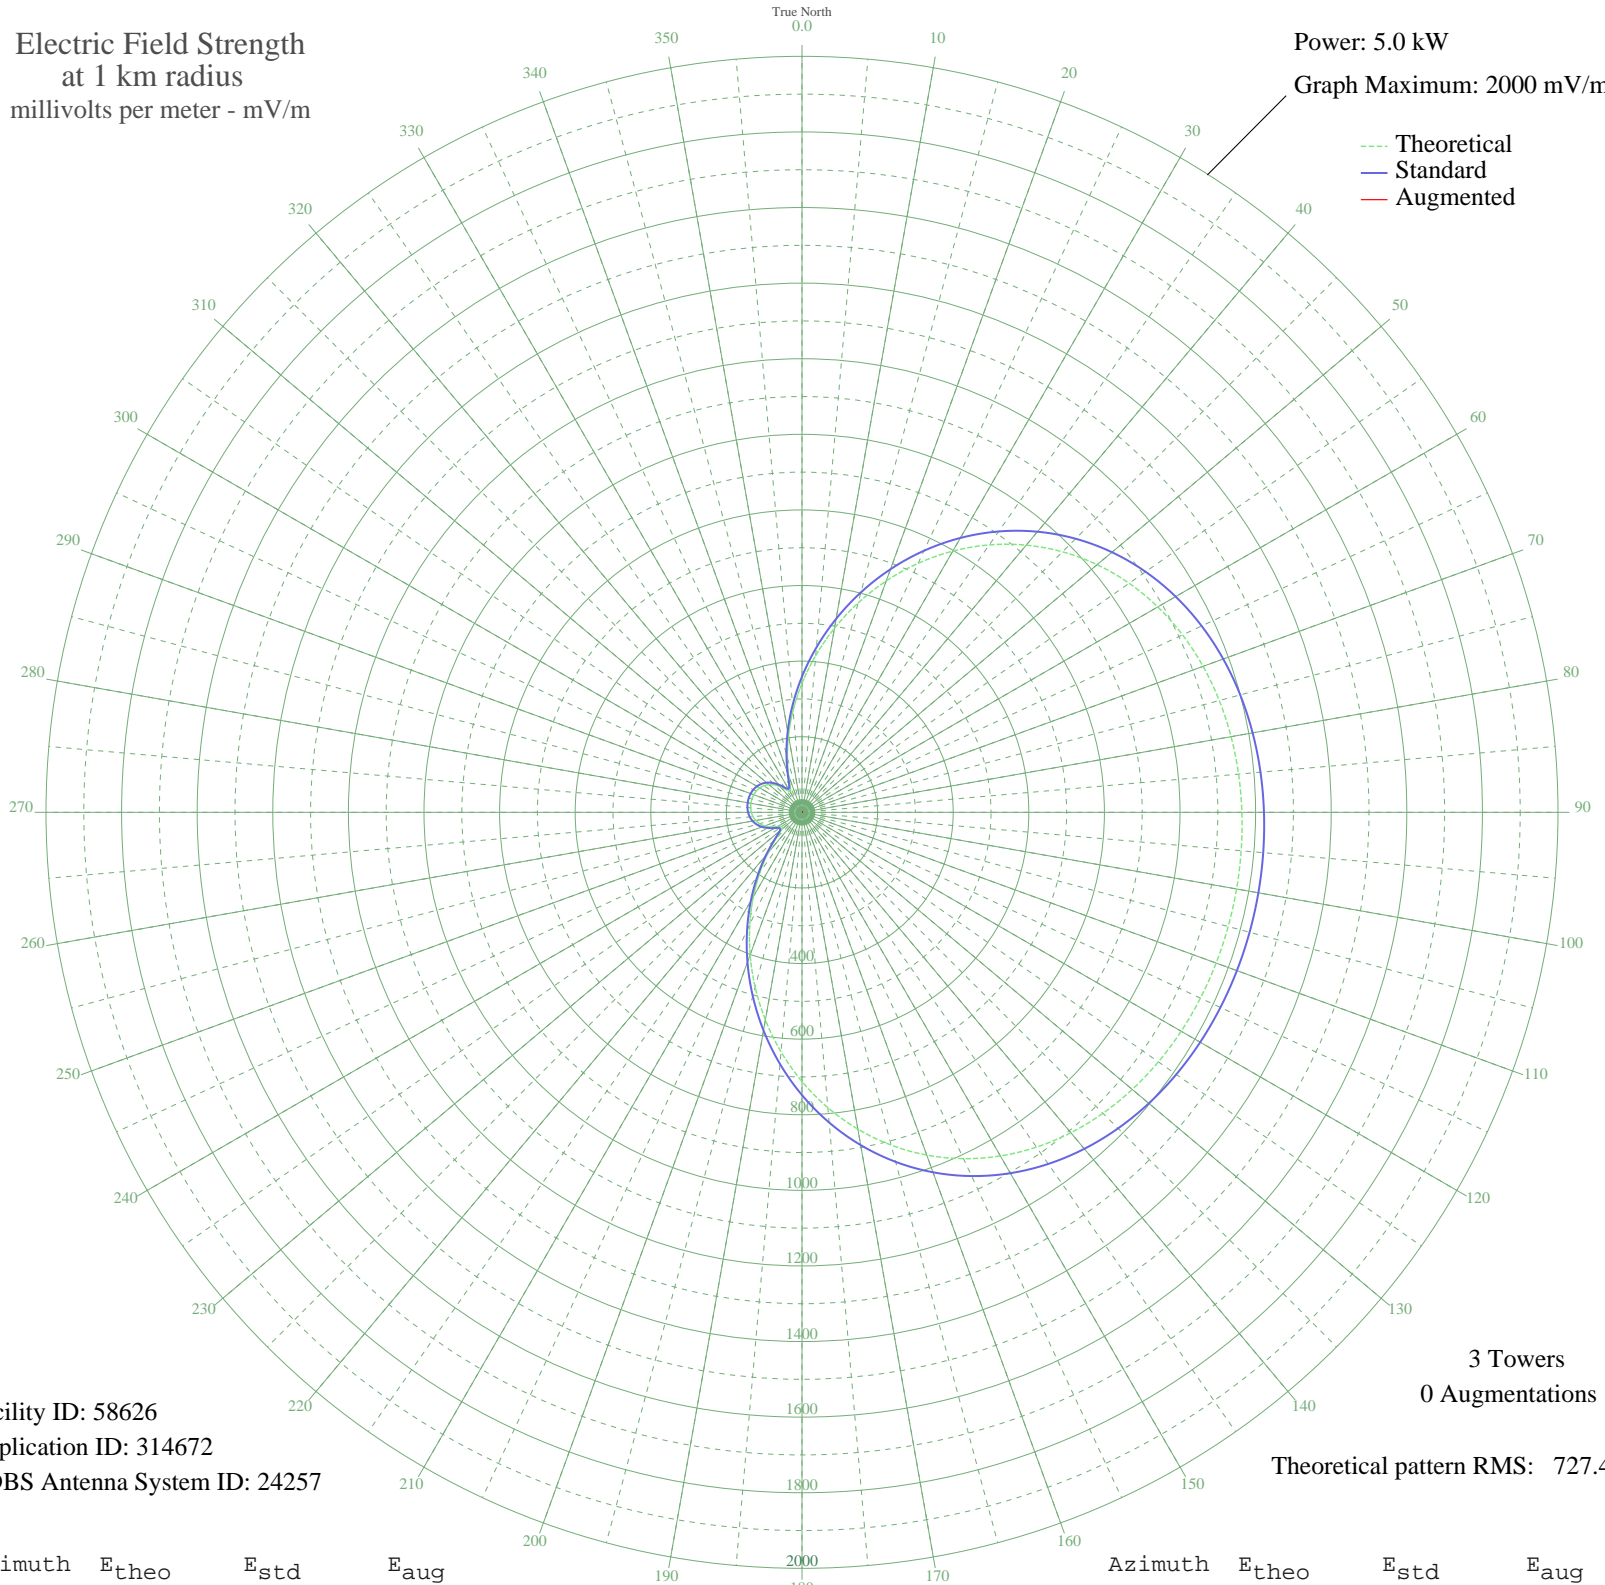 True North
0.0
Electric Field Strength
at 1 km radius
millivolts per meter - mV/m
Power: 5.0 kW
Graph Maximum: 2000 mV/m
Theoretical
Standard
Augmented
10
20
30
40
50
60
70
80
90
100
110
120
130
140
150
160
170
190
200
210
220
230
240
250
260
270
280
290
300
310
320
330
340
350
400
600
800
1000
1200
1400
1600
1800
2000
3 Towers
0 Augmentations
Theoretical pattern RMS: 727.4
cility ID: 58626
plication ID: 314672
DBS Antenna System ID: 24257
imuth Etheo Estd Eaug
Azimuth Etheo Estd Eaug